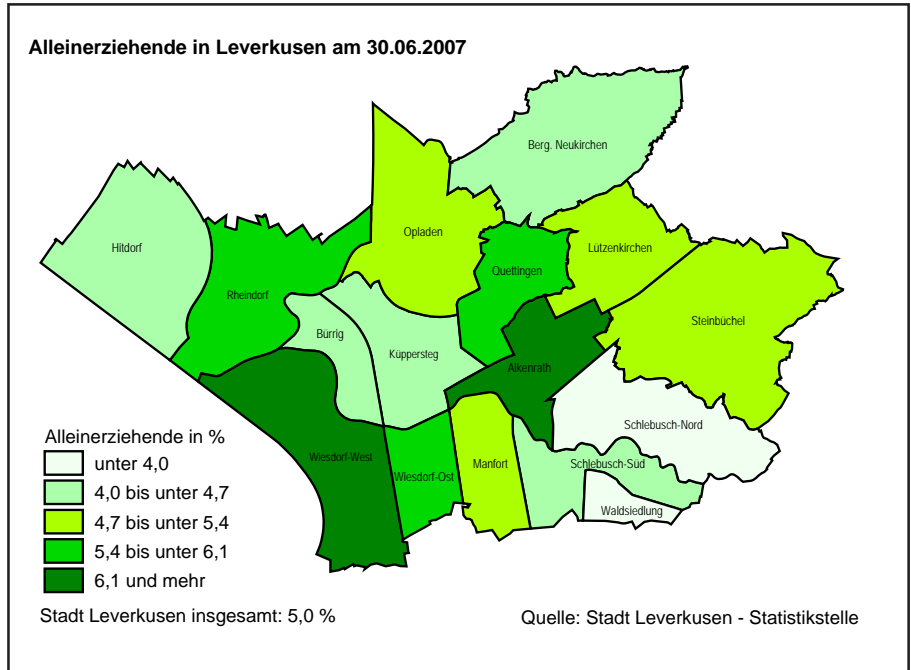 Alleinerziehende in Leverkusen am 30.06.2007
Berg. Neukirchen
Hitdorf
Opladen
Lützenkirchen
Quettingen
Rheindorf
Steinbüchel
Bürrig
Küppersteg
Alkenrath
Schlebusch-Nord
Wiesdorf-West
Wiesdorf-Ost
Manfort
Schlebusch-Süd
Waldsiedlung
Alleinerziehende in %
unter 4,0
4,0 bis unter 4,7
4,7 bis unter 5,4
5,4 bis unter 6,1
6,1 und mehr
Stadt Leverkusen insgesamt: 5,0 %
Quelle: Stadt Leverkusen - Statistikstelle